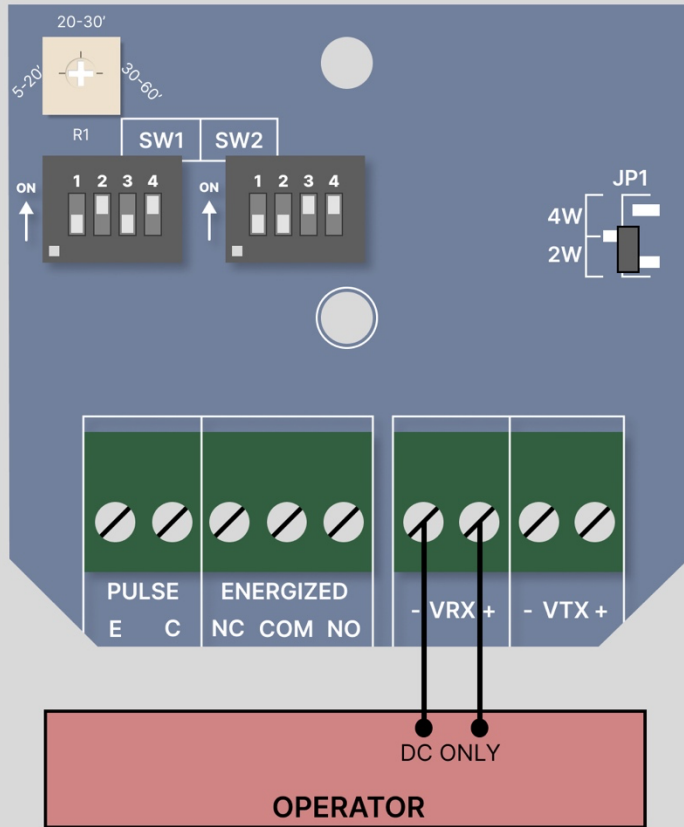 20-30'
5-20'
30-60'
R1
SW1 SW2
ON 1 2 3 4
ON 1 2 3 4
JP1
4W
2W
PULSE ENERGIZED
- VRX + - VTX +
E C NC COM NO
DC ONLY
OPERATOR